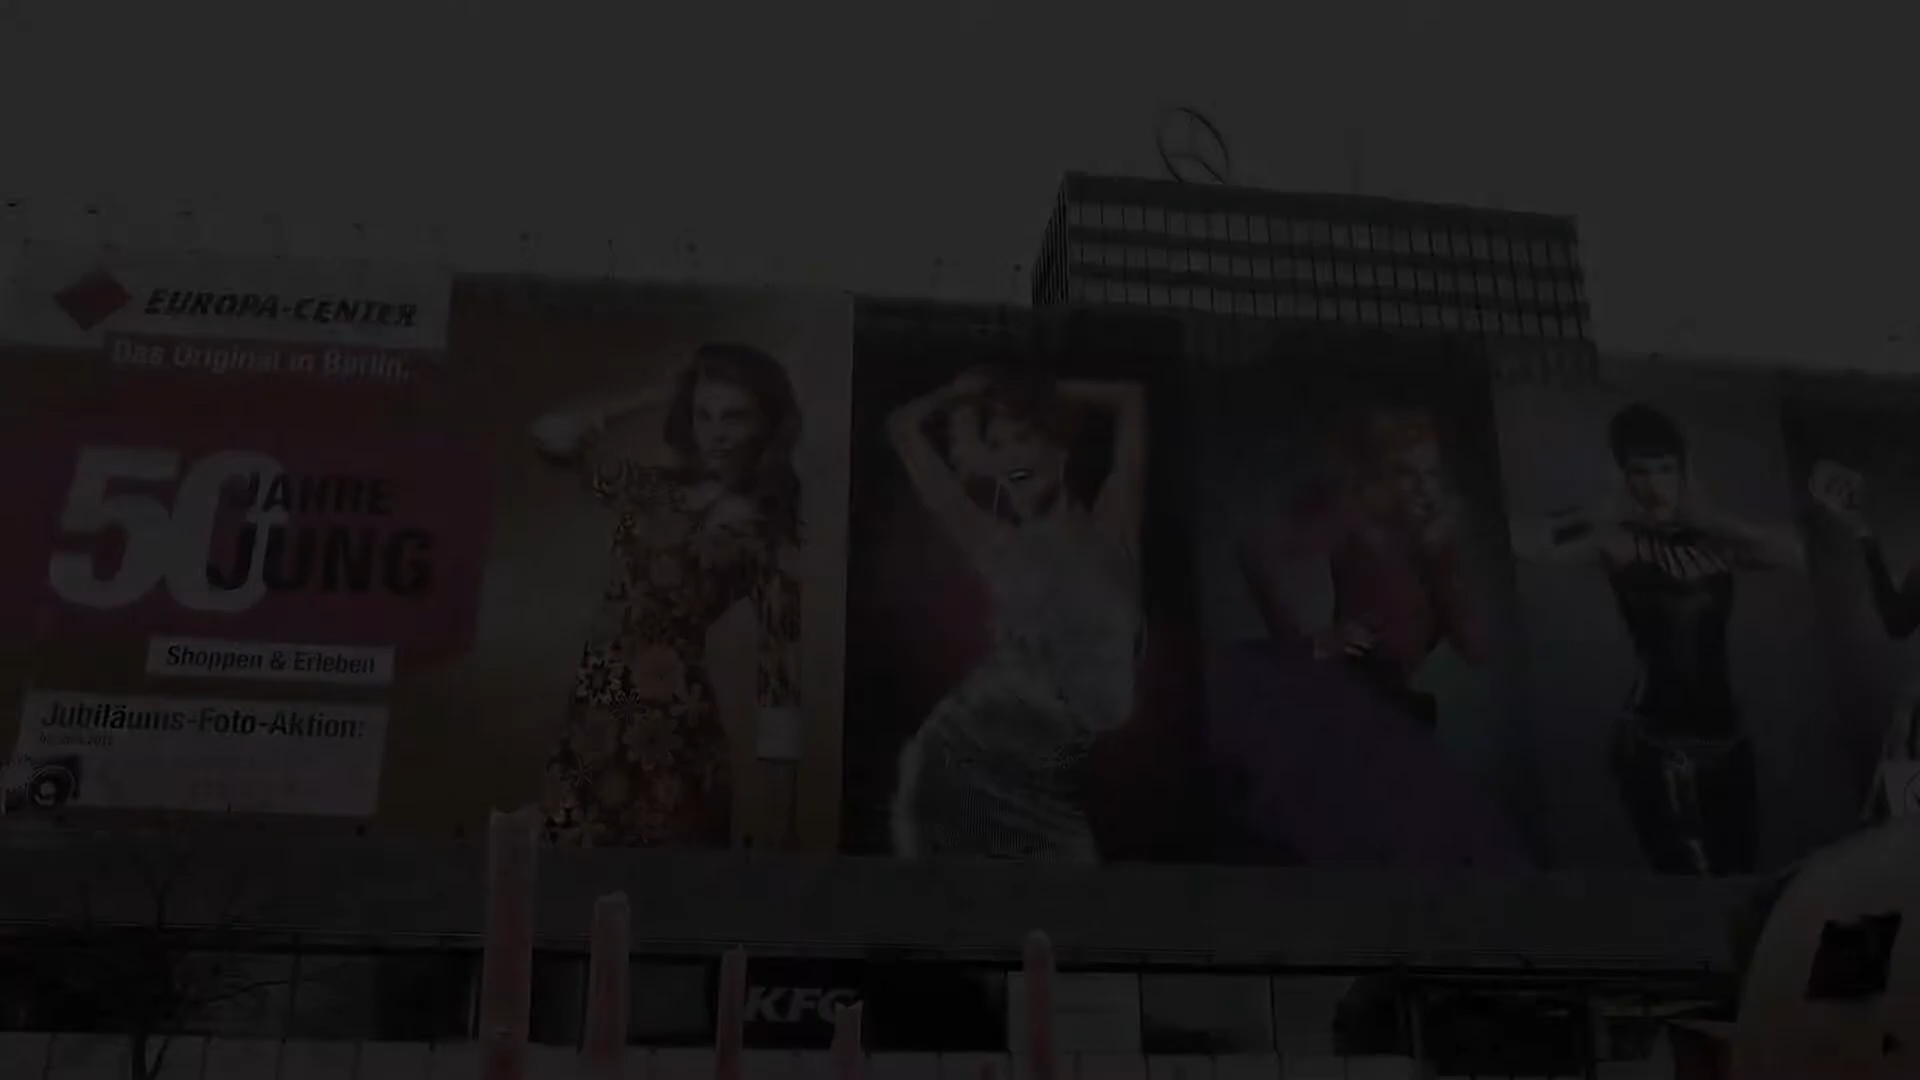 EUROPA-CENTER
Das Original in Berlin.
50 JAHRE
JUNG
Shoppen & Erleben
Jubiläums-Foto-Aktion:
KFC